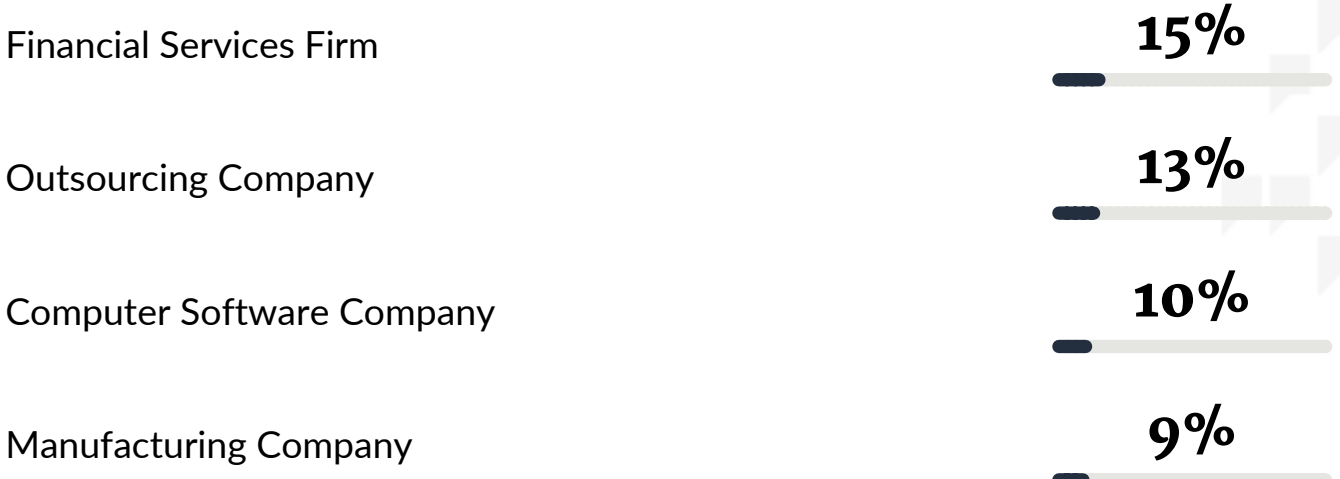 Financial Services Firm 15%
Outsourcing Company 13%
Computer Software Company 10%
Manufacturing Company 9%